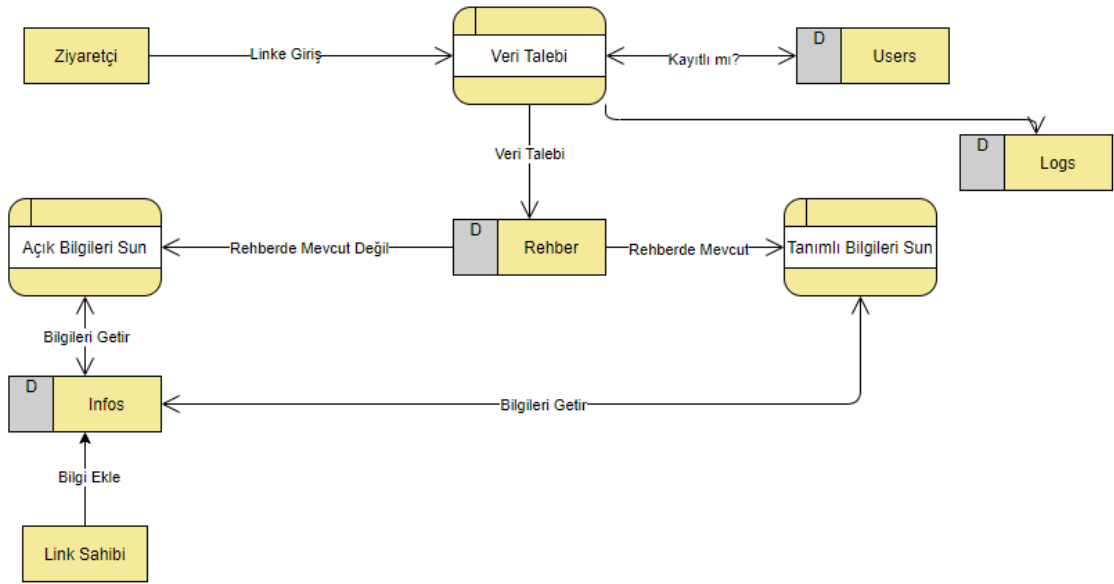 Ziyaretçi
Linke Giriş
Veri Talebi
Kayıtlı mı?
D
Users
D
Logs
Veri Talebi
Açık Bilgileri Sun
Rehberde Mevcut Değil
D
Rehber
Rehberde Mevcut
Tanımlı Bilgileri Sun
Bilgileri Getir
D
Infos
Bilgileri Getir
Bilgi Ekle
Link Sahibi